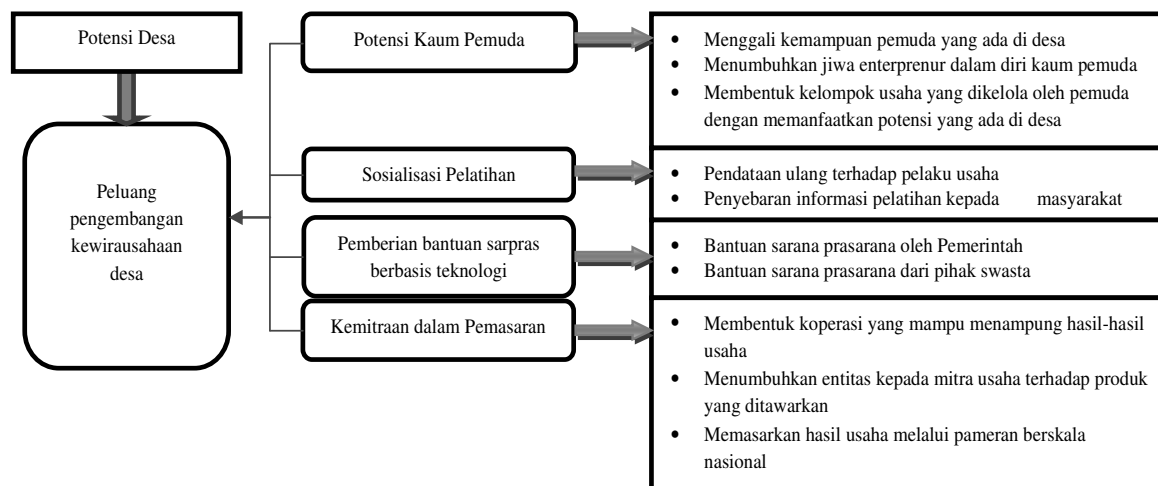 Potensi Desa
Peluang
pengembangan
kewirausahaan
desa
Potensi Kaum Pemuda
• Menggali kemampuan pemuda yang ada di desa
• Menumbuhkan jiwa enterprenur dalam diri kaum pemuda
• Membentuk kelompok usaha yang dikelola oleh pemuda
dengan memanfaatkan potensi yang ada di desa
Sosialisasi Pelatihan
• Pendataan ulang terhadap pelaku usaha
• Penyebaran informasi pelatihan kepada masyarakat
Pemberian bantuan sarpras
berbasis teknologi
• Bantuan sarana prasarana oleh Pemerintah
• Bantuan sarana prasarana dari pihak swasta
Kemitraan dalam Pemasaran
• Membentuk koperasi yang mampu menampung hasil-hasil
usaha
• Menumbuhkan entitas kepada mitra usaha terhadap produk
yang ditawarkan
• Memasarkan hasil usaha melalui pameran berskala
nasional